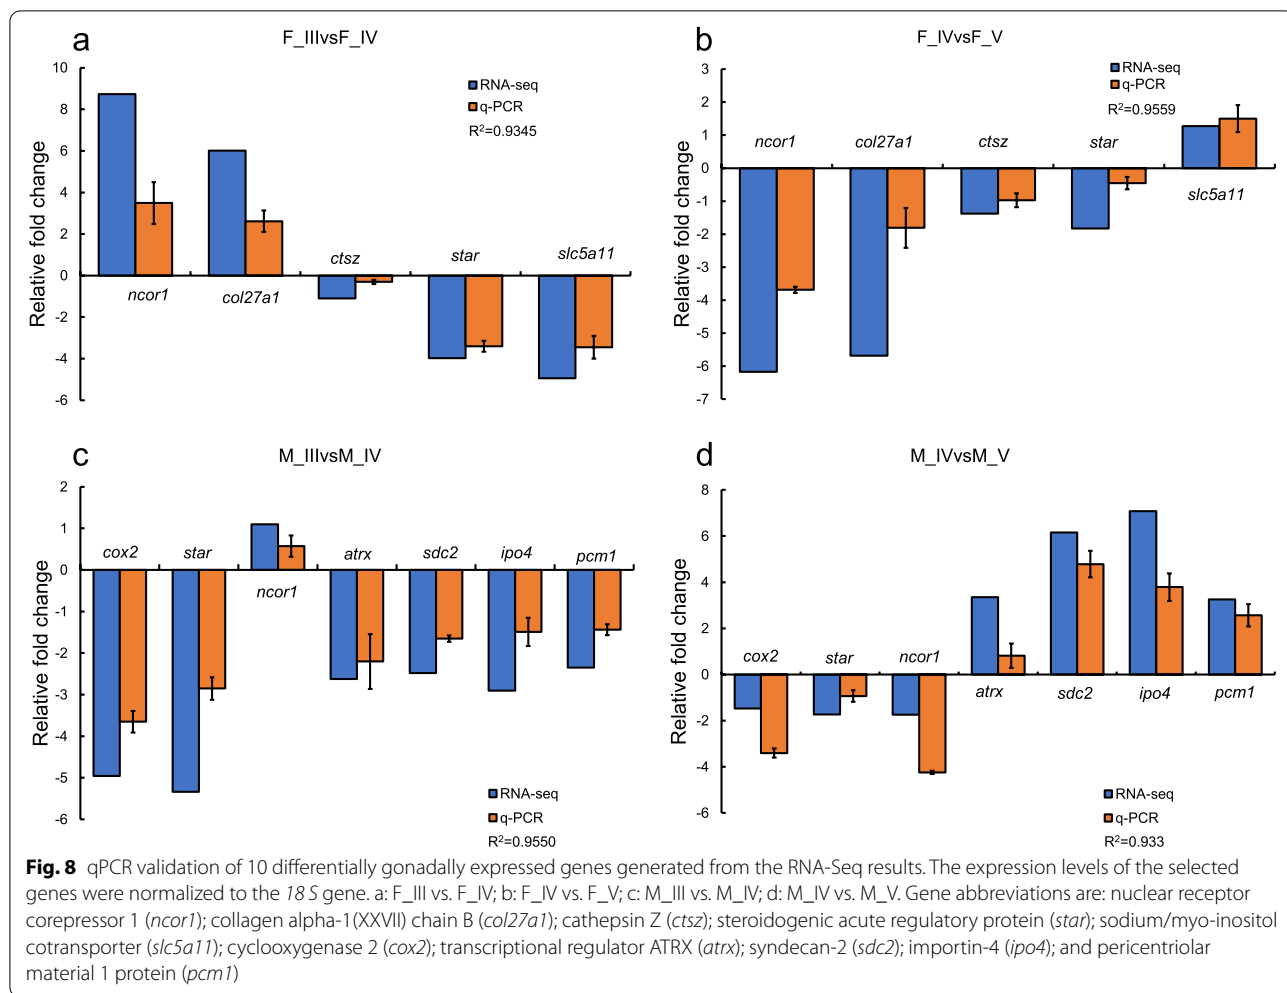 a
F_IIIvsF_IV
RNA-seq
q-PCR
R²=0.9345
Relative fold change
10
8
6
4
2
0
-2
-4
-6
ncor1
col27a1
ctsz
star
slc5a11
b
F_IVvsF_V
RNA-seq
q-PCR
R²=0.9559
Relative fold change
3
2
1
0
-1
-2
-3
-4
-5
-6
-7
ncor1
col27a1
ctsz
star
slc5a11
c
M_IIIvsM_IV
Relative fold change
2
1
0
-1
-2
-3
-4
-5
-6
cox2
star
ncor1
atrx
sdc2
ipo4
pcm1
RNA-seq
q-PCR
R²=0.9550
d
M_IVvsM_V
Relative fold change
8
6
4
2
0
-2
-4
-6
cox2
star
ncor1
atrx
sdc2
ipo4
pcm1
RNA-seq
q-PCR
R²=0.933
Fig. 8 qPCR validation of 10 differentially gonadally expressed genes generated from the RNA-Seq results. The expression levels of the selected
genes were normalized to the 18 S gene. a: F_III vs. F_IV; b: F_IV vs. F_V; c: M_III vs. M_IV; d: M_IV vs. M_V. Gene abbreviations are: nuclear receptor
corepressor 1 (ncor1); collagen alpha-1(XXVII) chain B (col27a1); cathepsin Z (ctsz); steroidogenic acute regulatory protein (star); sodium/myo-inositol
cotransporter (slc5a11); cyclooxygenase 2 (cox2); transcriptional regulator ATRX (atrx); syndecan-2 (sdc2); importin-4 (ipo4); and pericentriolar
material 1 protein (pcm1)